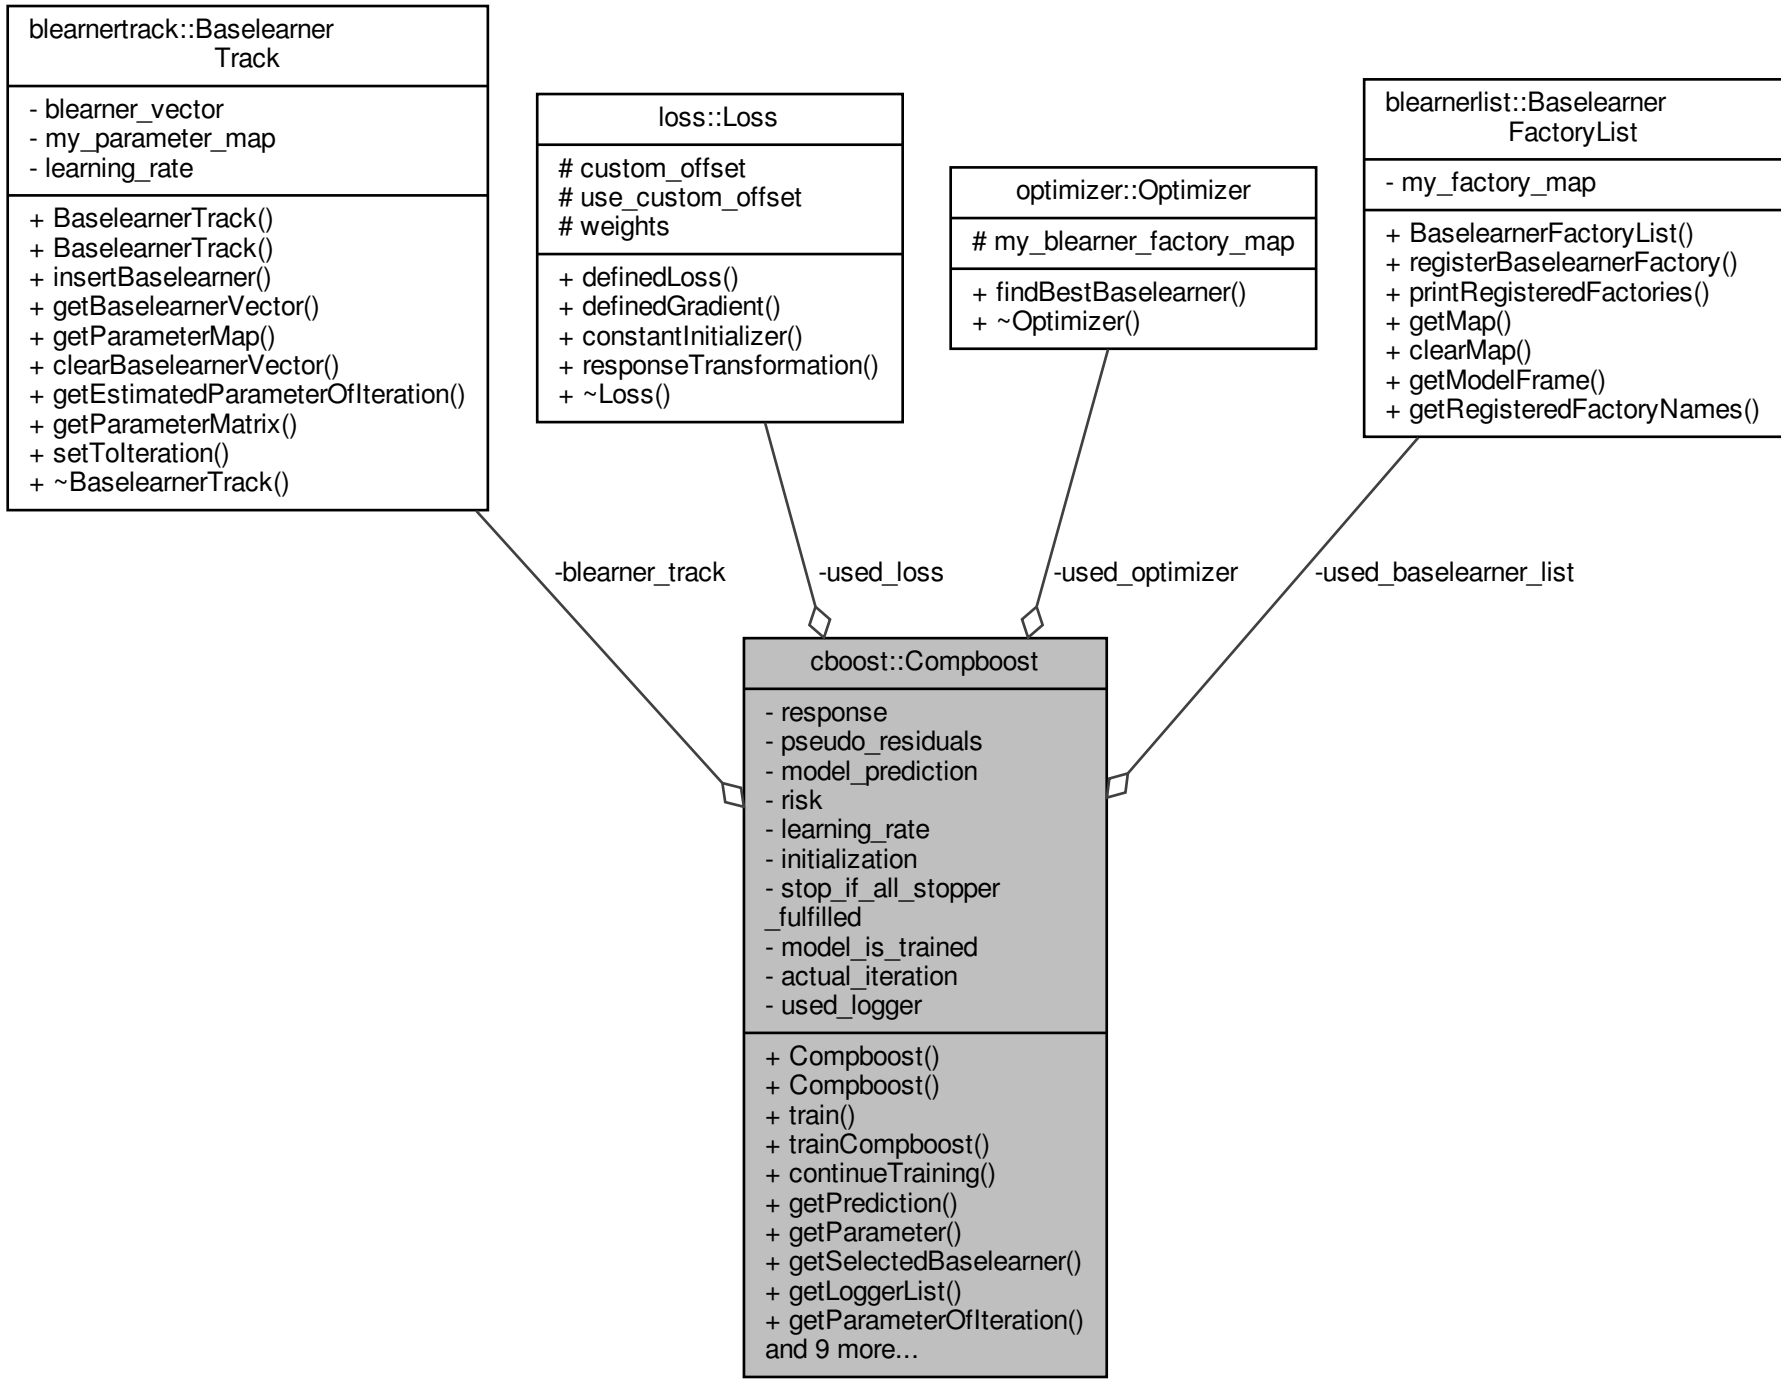 blearnertrack::Baselearner
Track
- blearner_vector
- my_parameter_map
- learning_rate
+ BaselearnerTrack()
+ BaselearnerTrack()
+ insertBaselearner()
+ getBaselearnerVector()
+ getParameterMap()
+ clearBaselearnerVector()
+ getEstimatedParameterOfIteration()
+ getParameterMatrix()
+ setToIteration()
+ ~BaselearnerTrack()
loss::Loss
# custom_offset
# use_custom_offset
# weights
+ definedLoss()
+ definedGradient()
+ constantInitializer()
+ responseTransformation()
+ ~Loss()
optimizer::Optimizer
# my_blearner_factory_map
+ findBestBaselearner()
+ ~Optimizer()
blearnerlist::Baselearner
FactoryList
- my_factory_map
+ BaselearnerFactoryList()
+ registerBaselearnerFactory()
+ printRegisteredFactories()
+ getMap()
+ clearMap()
+ getModelFrame()
+ getRegisteredFactoryNames()
-blearner_track
-used_loss
-used_optimizer
-used_baselearner_list
cboost::Compboost
- response
- pseudo_residuals
- model_prediction
- risk
- learning_rate
- initialization
- stop_if_all_stopper
_fulfilled
- model_is_trained
- actual_iteration
- used_logger
+ Compboost()
+ Compboost()
+ train()
+ trainCompboost()
+ continueTraining()
+ getPrediction()
+ getParameter()
+ getSelectedBaselearner()
+ getLoggerList()
+ getParameterOfIteration()
and 9 more...